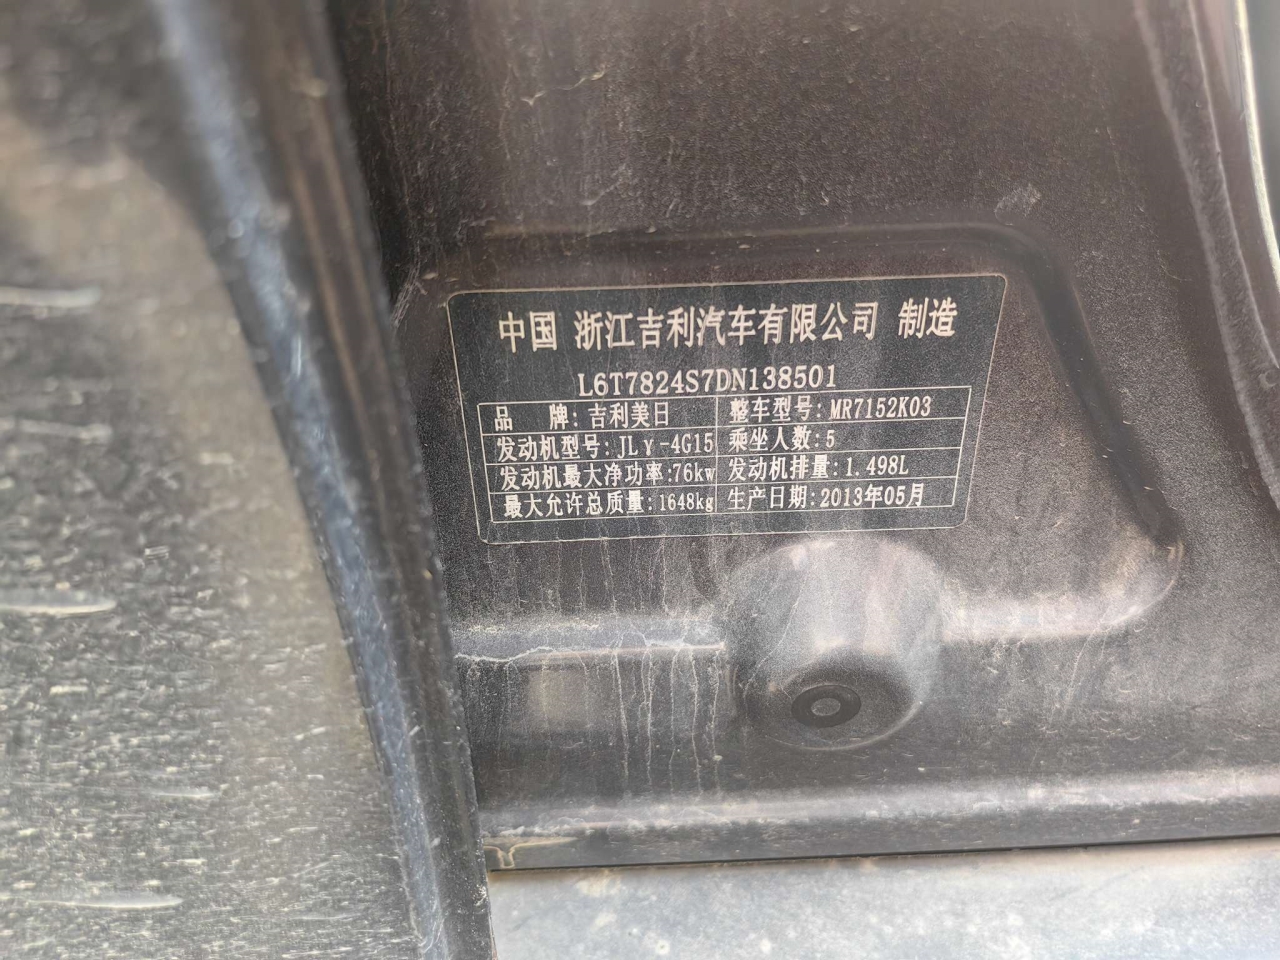 中国 浙江吉利汽车有限公司 制造
L6T7824S7DN138501
品 牌:吉利美日 整车型号:MR7152K03
发动机型号:JLγ-4G15 乘坐人数:5
发动机最大净功率:76kw 发动机排量:1.498L
最大允许总质量:1648kg 生产日期:2013年05月